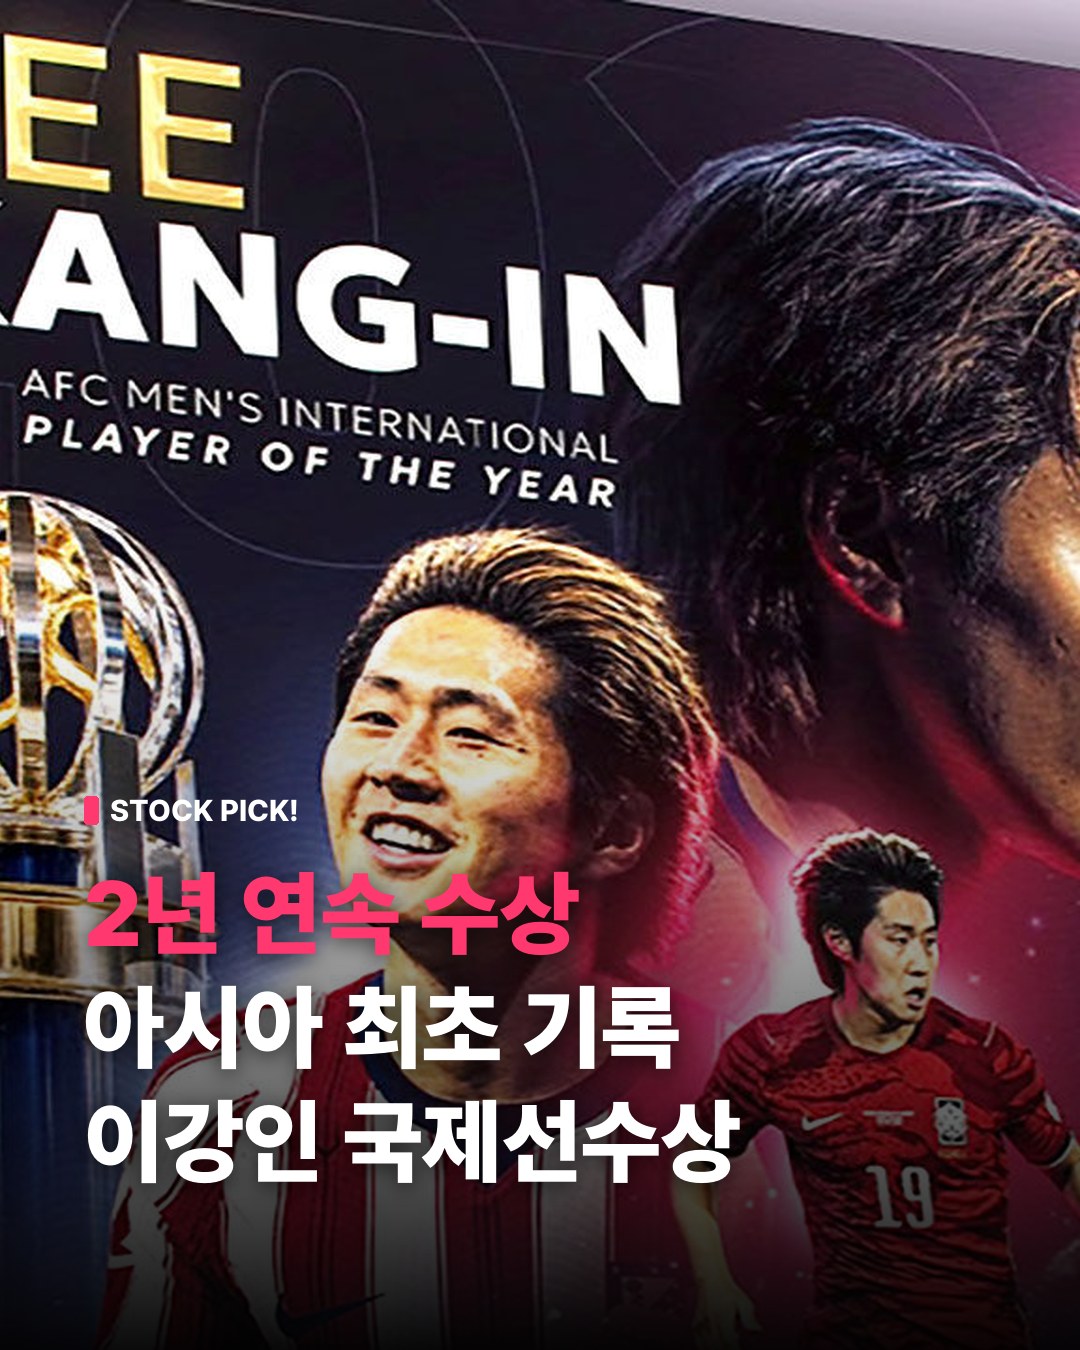 EE
KANG-IN
AFC MEN'S INTERNATIONAL
PLAYER OF THE YEAR
STOCK PICK!
2년 연속 수상
아시아 최초 기록
이강인 국제선수상
19